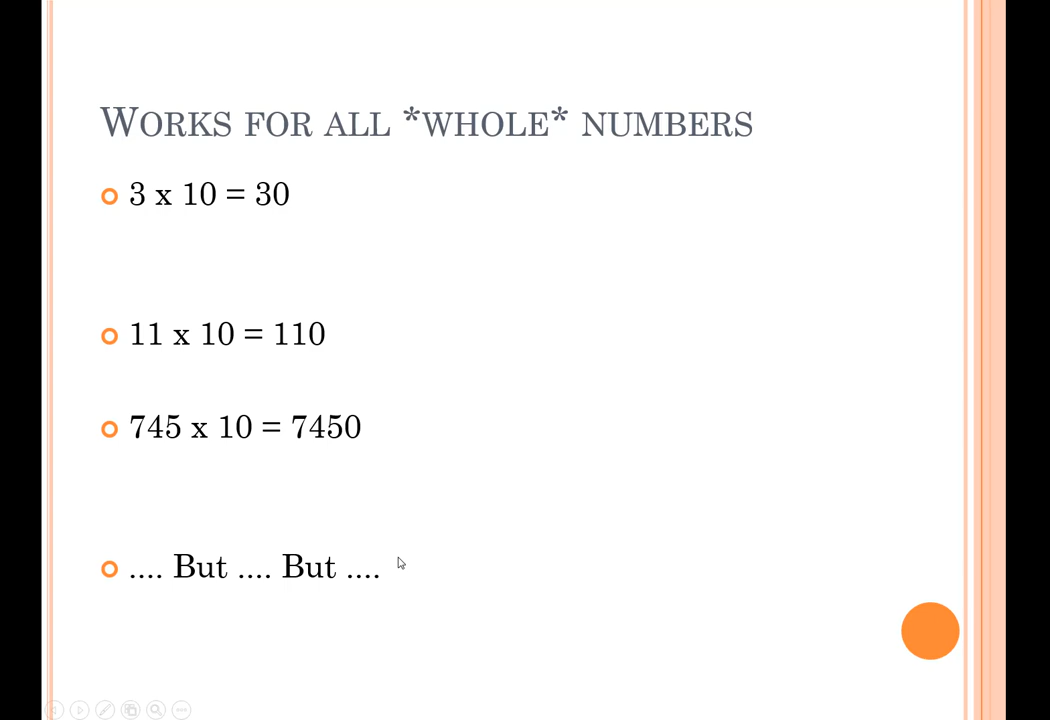 WORKS FOR ALL *WHOLE* NUMBERS
3 x 10 = 30
11 x 10 = 110
745 x 10 = 7450
.... But .... But ....